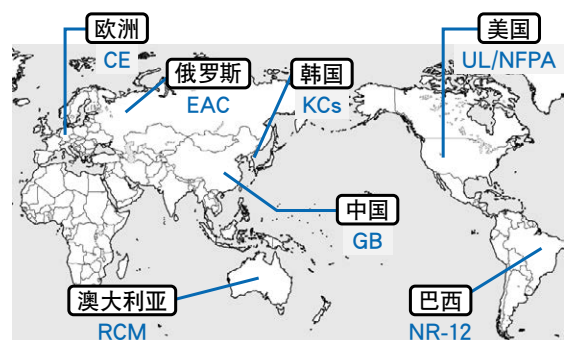 欧洲
CE
俄罗斯
EAC
韩国
KCs
美国
UL/NFPA
中国
GB
澳大利亚
RCM
巴西
NR-12